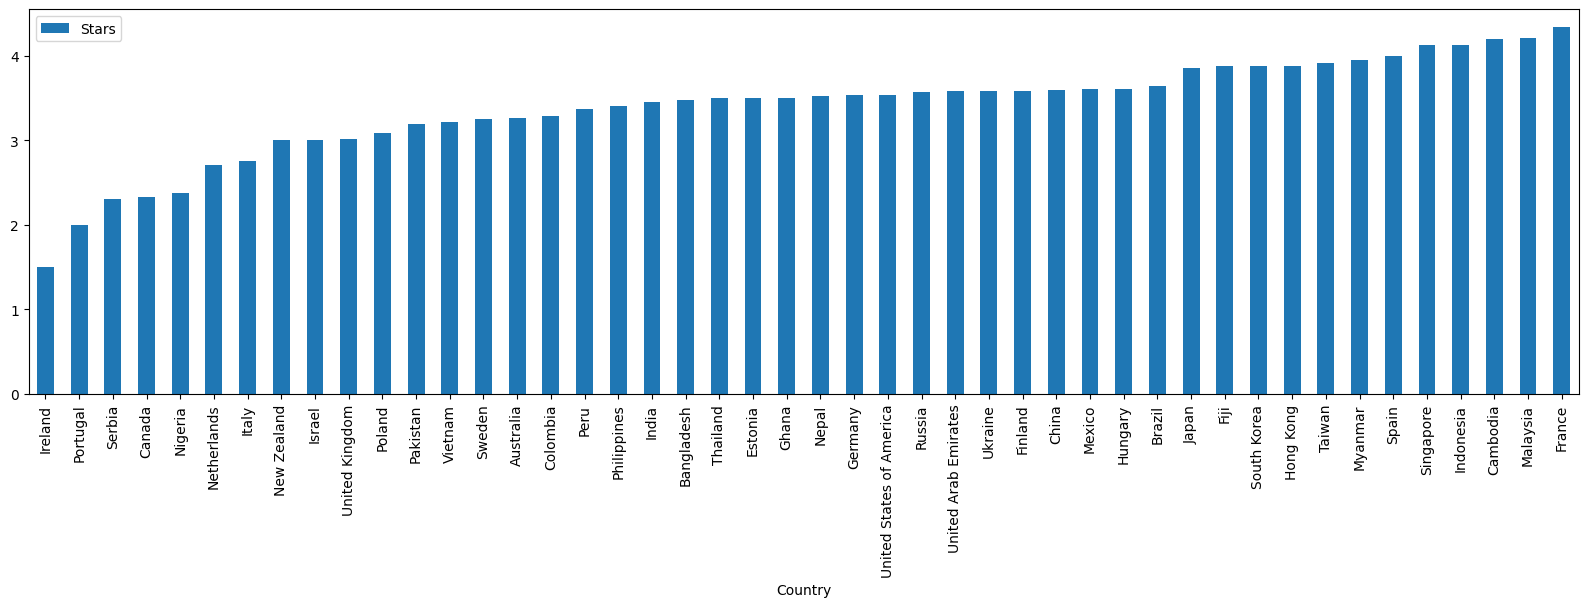 Stars
4
3
2
1
0
Ireland
Portugal
Serbia
Canada
Nigeria
Netherlands
Italy
New Zealand
Israel
United Kingdom
Poland
Pakistan
Vietnam
Sweden
Australia
Colombia
Peru
Philippines
India
Bangladesh
Thailand
Estonia
Ghana
Nepal
Germany
United States of America
Russia
United Arab Emirates
Ukraine
Finland
China
Mexico
Hungary
Brazil
Japan
Fiji
South Korea
Hong Kong
Taiwan
Myanmar
Spain
Singapore
Indonesia
Cambodia
Malaysia
France
Country